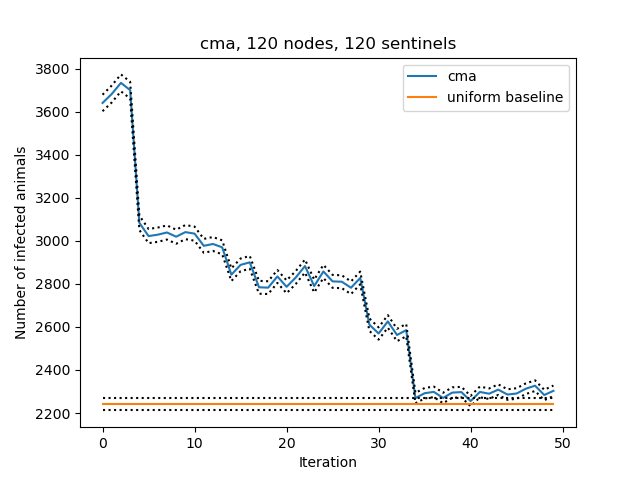 cma, 120 nodes, 120 sentinels
cma
uniform baseline
3800
3600
3400
3200
3000
2800
2600
2400
2200
Number of infected animals
0 10 20 30 40 50
Iteration